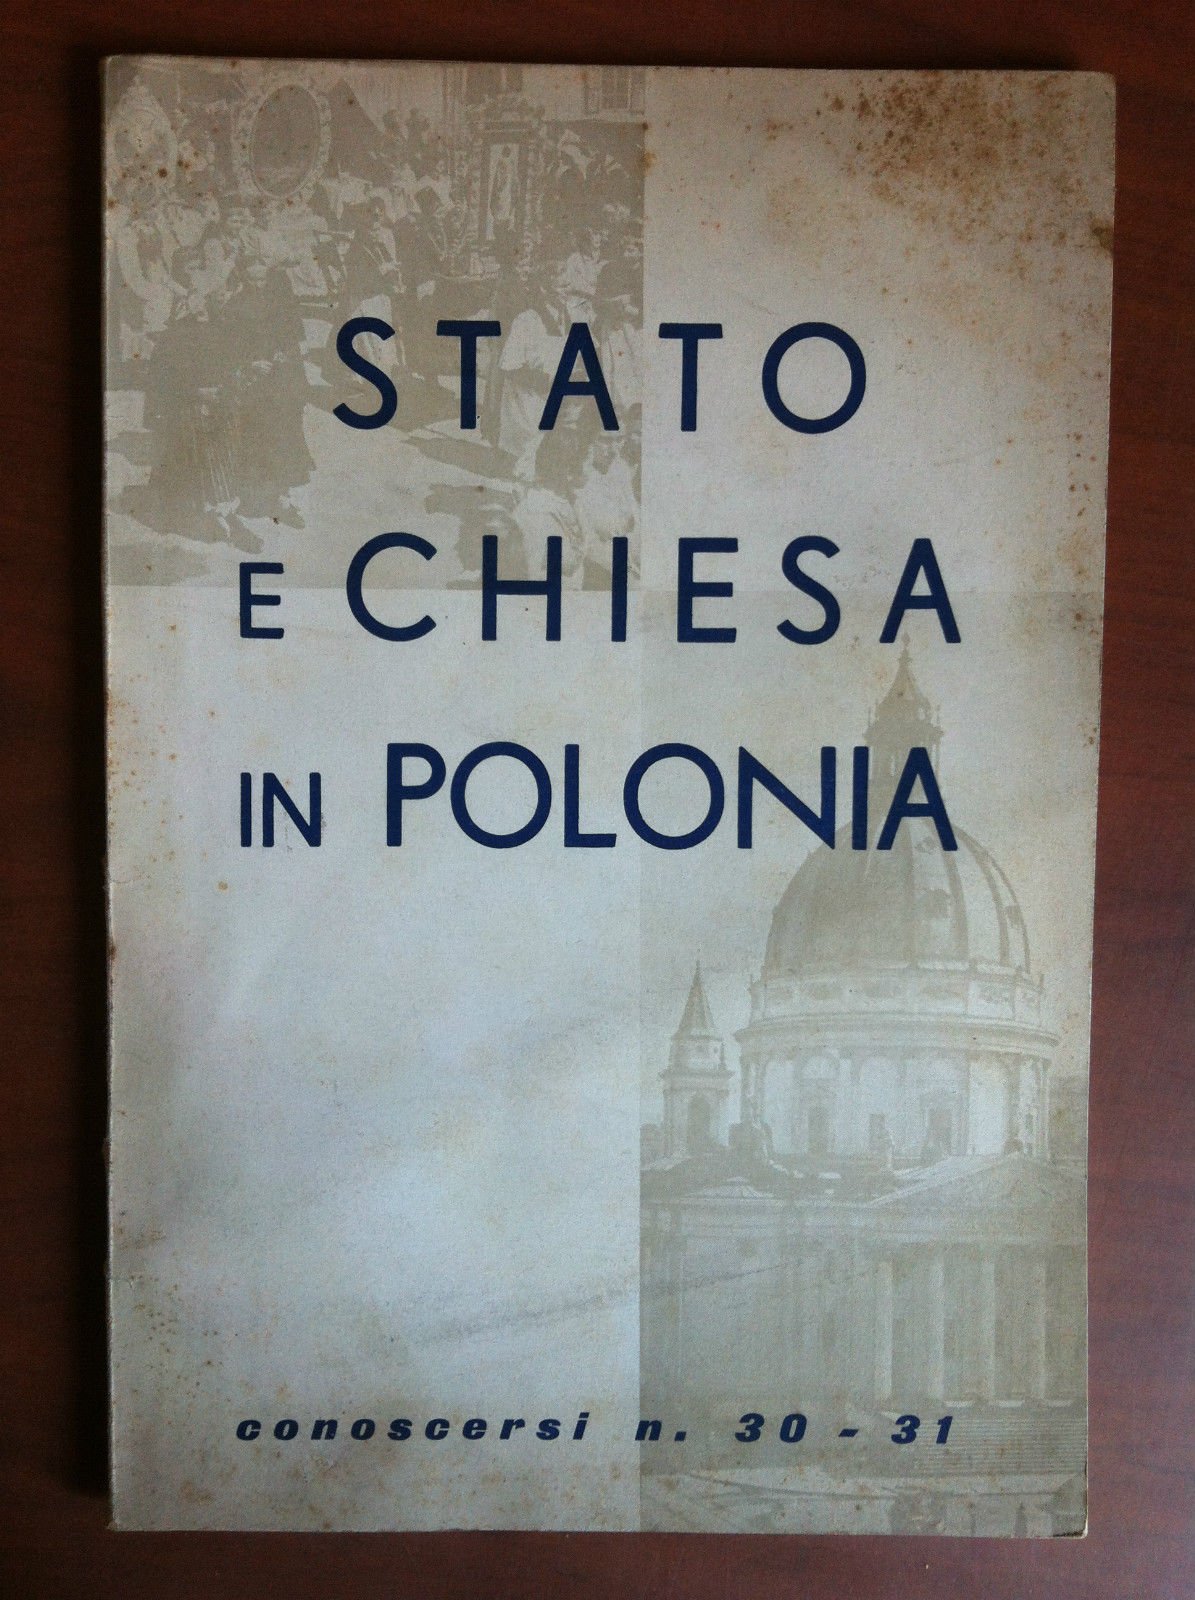 STATO
E CHIESA
IN POLONIA
conoscersi n. 30 - 31